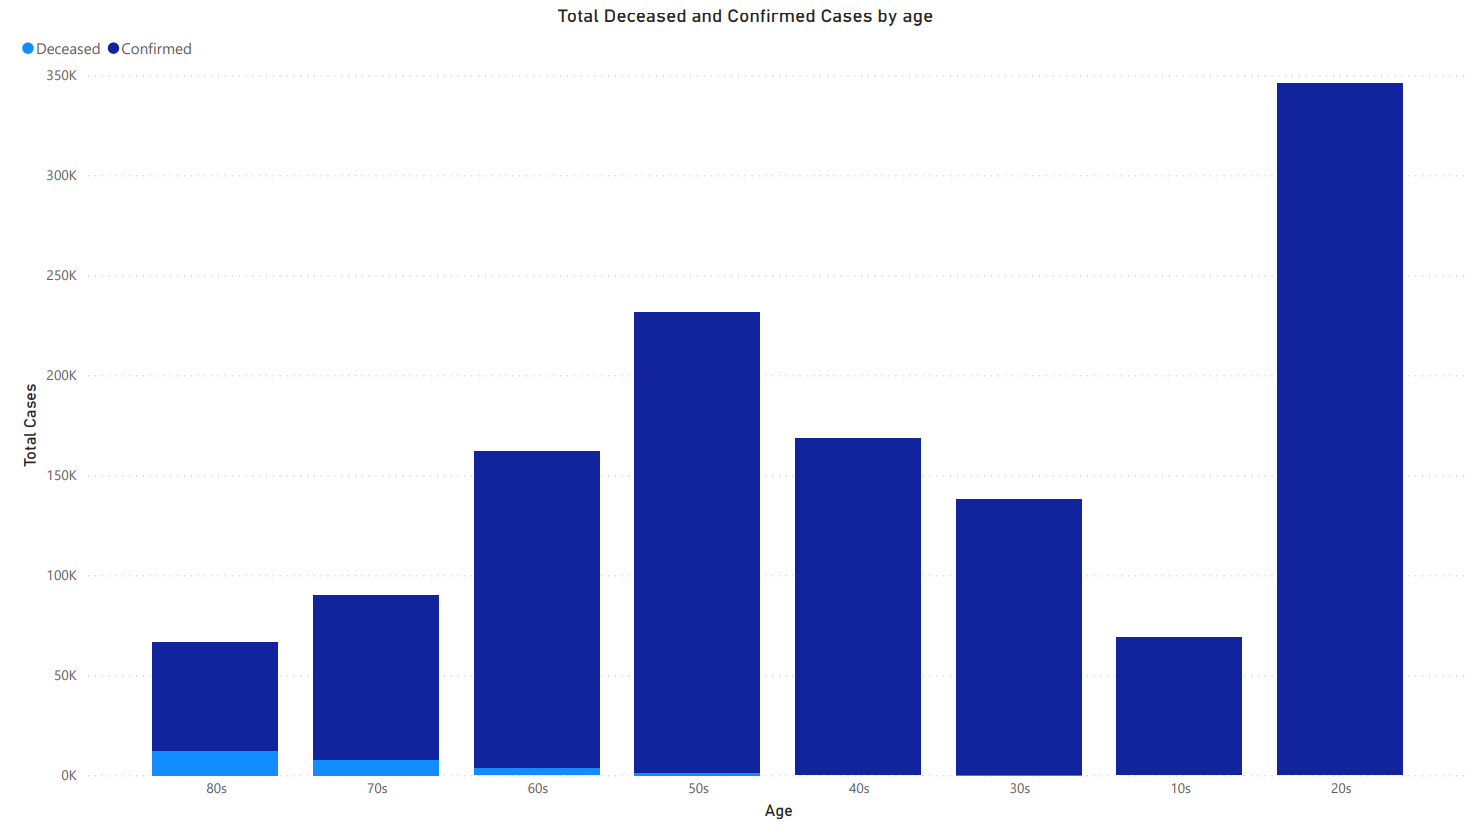 Total Deceased and Confirmed Cases by age
Deceased Confirmed
350K
300K
250K
200K
150K
100K
50K
0K
Total Cases
80s 70s 60s 50s 40s 30s 10s 20s
Age